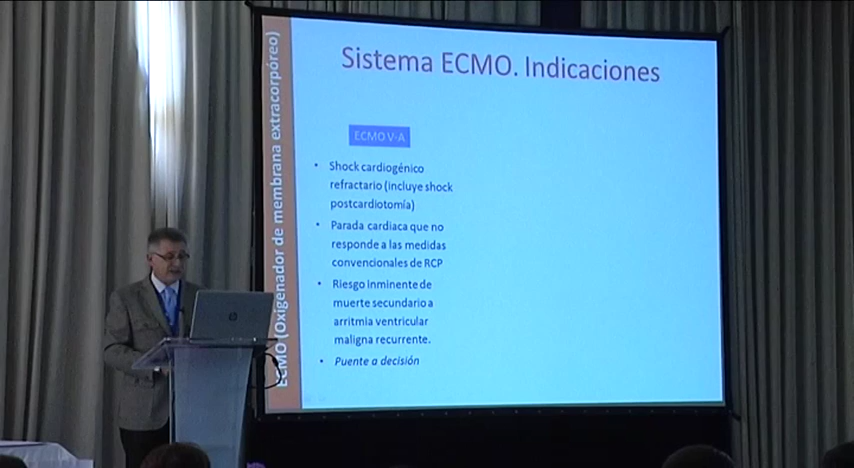 Sistema ECMO. Indicaciones
ECMO (Oxigenador de membrana extracorpóreo)
ECMO V-A
• Shock cardiogénico
refractario (incluye shock
postcardiotomía)
• Parada cardiaca que no
responde a las medidas
convencionales de RCP
• Riesgo inminente de
muerte secundario a
arritmia ventricular
maligna recurrente.
• Puente a decisión
hp